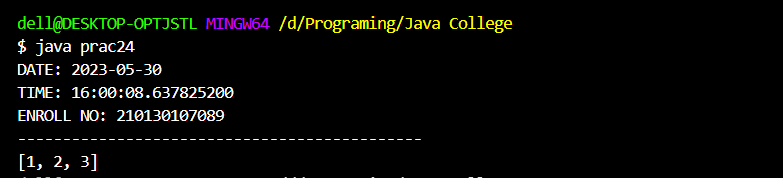 dell@DESKTOP-OPTJSTL MINGW64 /d/Programing/Java College
$ java prac24
DATE: 2023-05-30
TIME: 16:00:08.637825200
ENROLL NO: 210130107089
---------------------------------------------
[1, 2, 3]